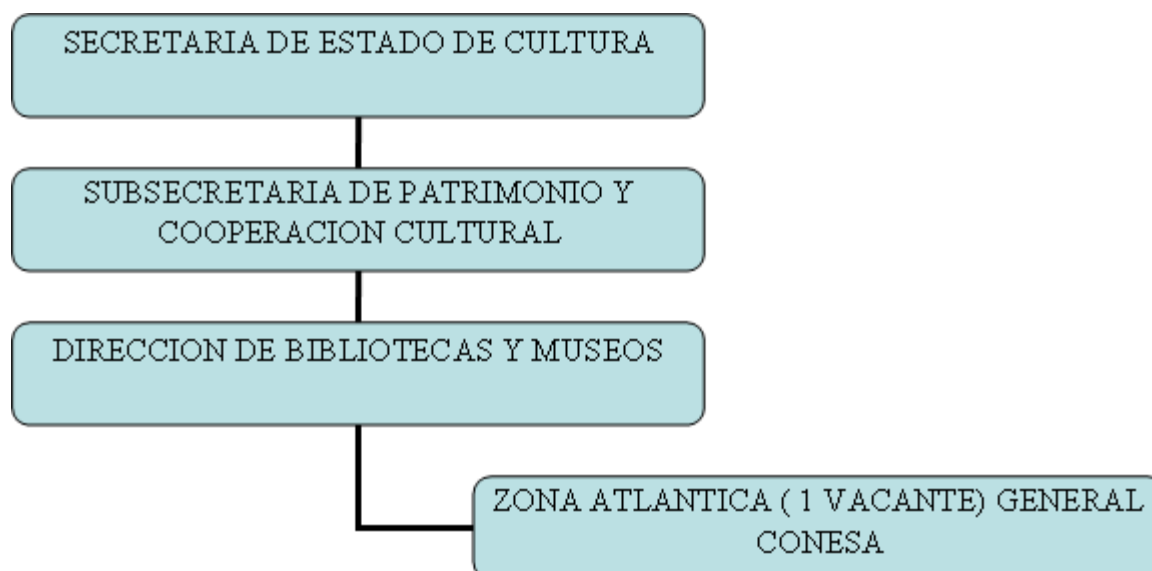 SECRETARIA DE ESTADO DE CULTURA
SUBSECRETARIA DE PATRIMONIO Y
COOPERACION CULTURAL
DIRECCION DE BIBLIOTECAS Y MUSEOS
ZONA ATLANTICA ( 1 VACANTE) GENERAL
CONESA